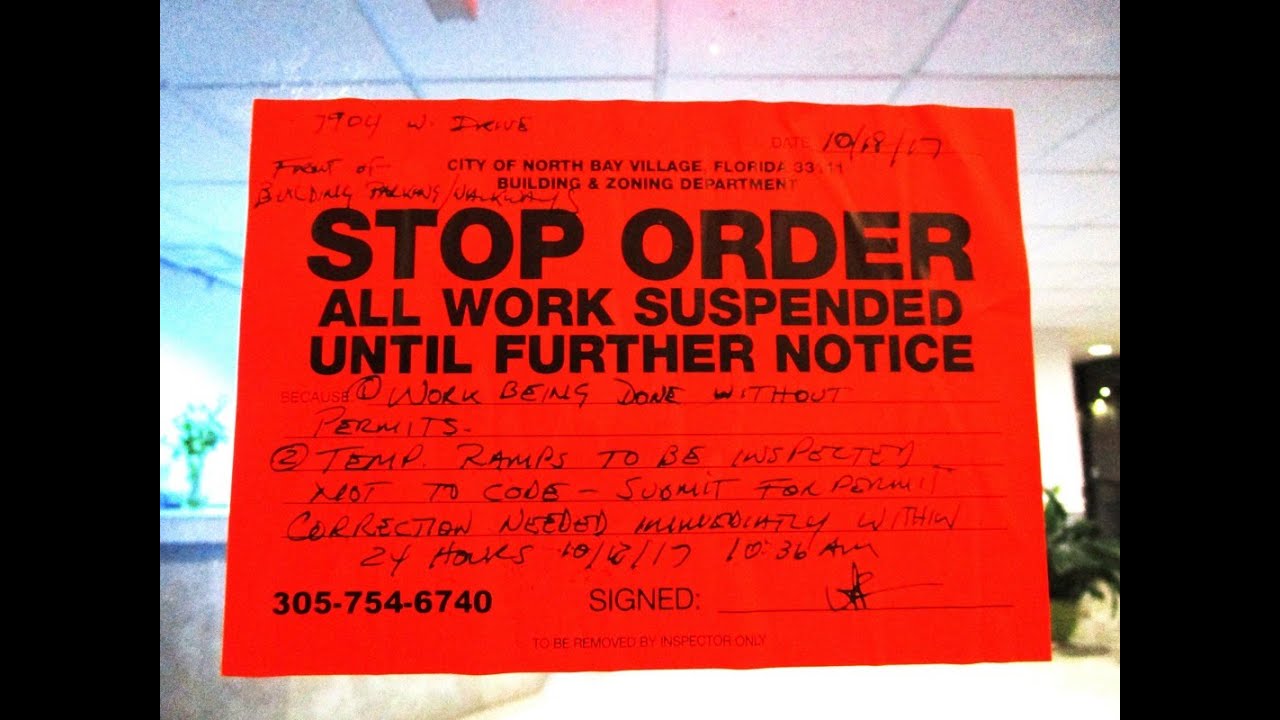 7904 W. DRIVE
DATE 10/18/17
FRONT OF
CITY OF NORTH BAY VILLAGE, FLORIDA
BUILDING PARKING/WALKWAYS
BUILDING & ZONING DEPARTMENT
STOP ORDER
ALL WORK SUSPENDED
UNTIL FURTHER NOTICE
BECAUSE: ① WORK BEING DONE WITHOUT
PERMITS.
② TEMP. RAMPS TO BE INSPECTED
NOT TO CODE - SUBMIT FOR PERMIT
CORRECTION NEEDED IMMEDIATLY WITHIN
24 HOURS 10/18/17 10:36 AM
305-754-6740 SIGNED:
TO BE REMOVED BY INSPECTOR ONLY